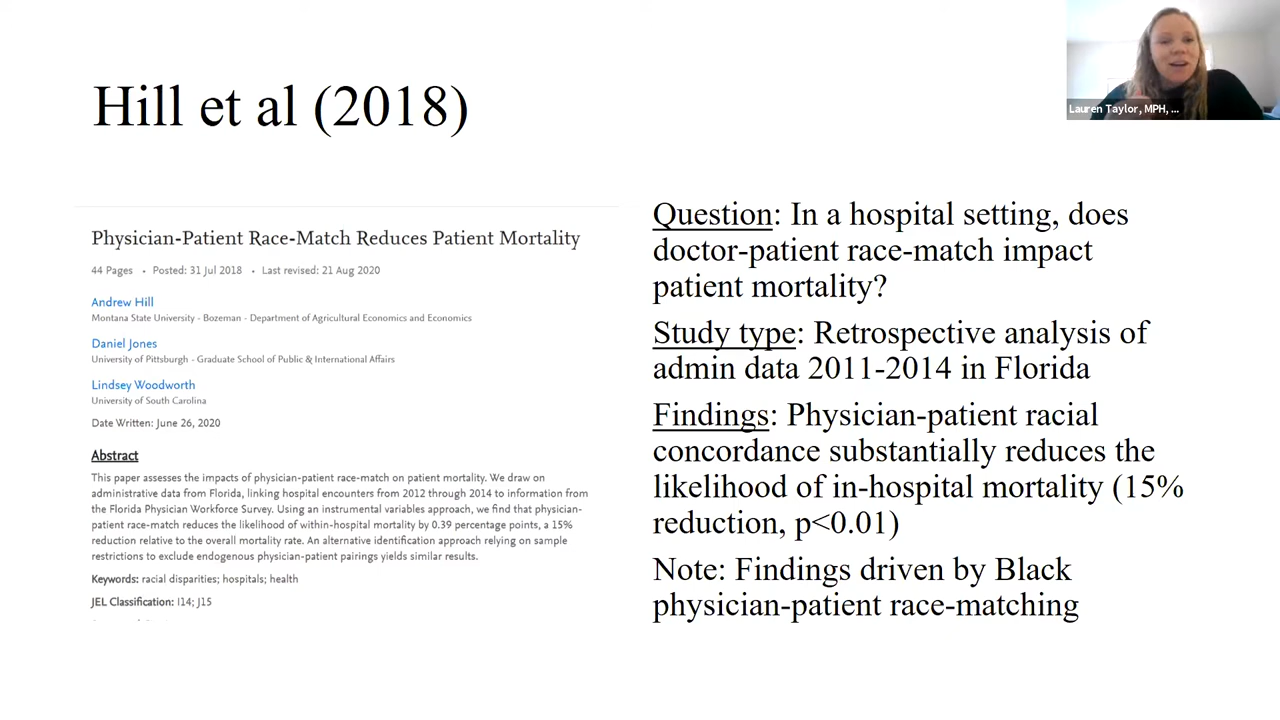 Lauren Taylor, MPH, ...
Hill et al (2018)
Physician-Patient Race-Match Reduces Patient Mortality
44 Pages • Posted: 31 Jul 2018 • Last revised: 21 Aug 2020
Andrew Hill
Montana State University - Bozeman - Department of Agricultural Economics and Economics
Daniel Jones
University of Pittsburgh - Graduate School of Public & International Affairs
Lindsey Woodworth
University of South Carolina
Date Written: June 26, 2020
Abstract
This paper assesses the impacts of physician-patient race-match on patient mortality. We draw on
administrative data from Florida, linking hospital encounters from 2012 through 2014 to information from
the Florida Physician Workforce Survey. Using an instrumental variables approach, we find that physician-
patient race-match reduces the likelihood of within-hospital mortality by 0.39 percentage points, a 15%
reduction relative to the overall mortality rate. An alternative identification approach relying on sample
restrictions to exclude endogenous physician-patient pairings yields similar results.
Keywords: racial disparities; hospitals; health
JEL Classification: I14; J15
Question: In a hospital setting, does
doctor-patient race-match impact
patient mortality?
Study type: Retrospective analysis of
admin data 2011-2014 in Florida
Findings: Physician-patient racial
concordance substantially reduces the
likelihood of in-hospital mortality (15%
reduction, p<0.01)
Note: Findings driven by Black
physician-patient race-matching